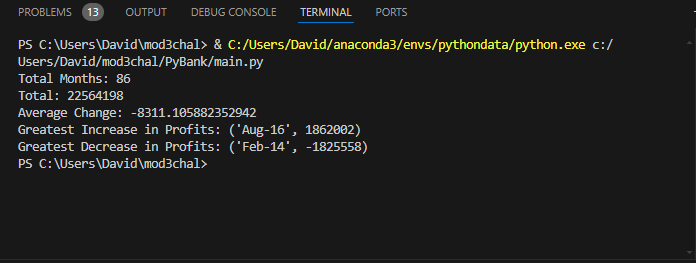 PROBLEMS 13 OUTPUT DEBUG CONSOLE TERMINAL PORTS
PS C:\Users\David\mod3chal> & C:/Users/David/anaconda3/envs/pythondata/python.exe c:/
Users/David/mod3chal/PyBank/main.py
Total Months: 86
Total: 22564198
Average Change: -8311.105882352942
Greatest Increase in Profits: ('Aug-16', 1862002)
Greatest Decrease in Profits: ('Feb-14', -1825558)
PS C:\Users\David\mod3chal>